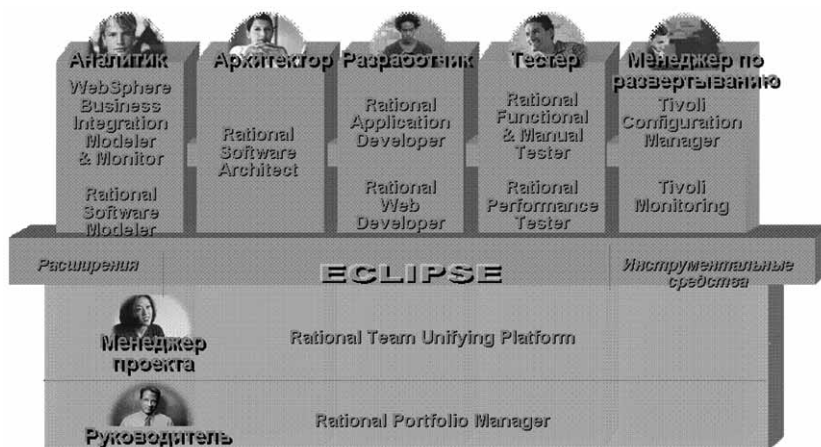 Аналитик
WebSphere
Business
Integration
Modeler
& Monitor
Rational
Software
Modeler
Архитектор
Rational
Software
Architect
Разработчик
Rational
Application
Developer
Rational
Web
Developer
Тестер
Rational
Functional
& Manual
Tester
Rational
Performance
Tester
Менеджер по
развертыванию
Tivoli
Configuration
Manager
Tivoli
Monitoring
Расширения
ECLIPSE
Инструментальные
средства
Менеджер
проекта
Rational Team Unifying Platform
Руководитель
Rational Portfolio Manager